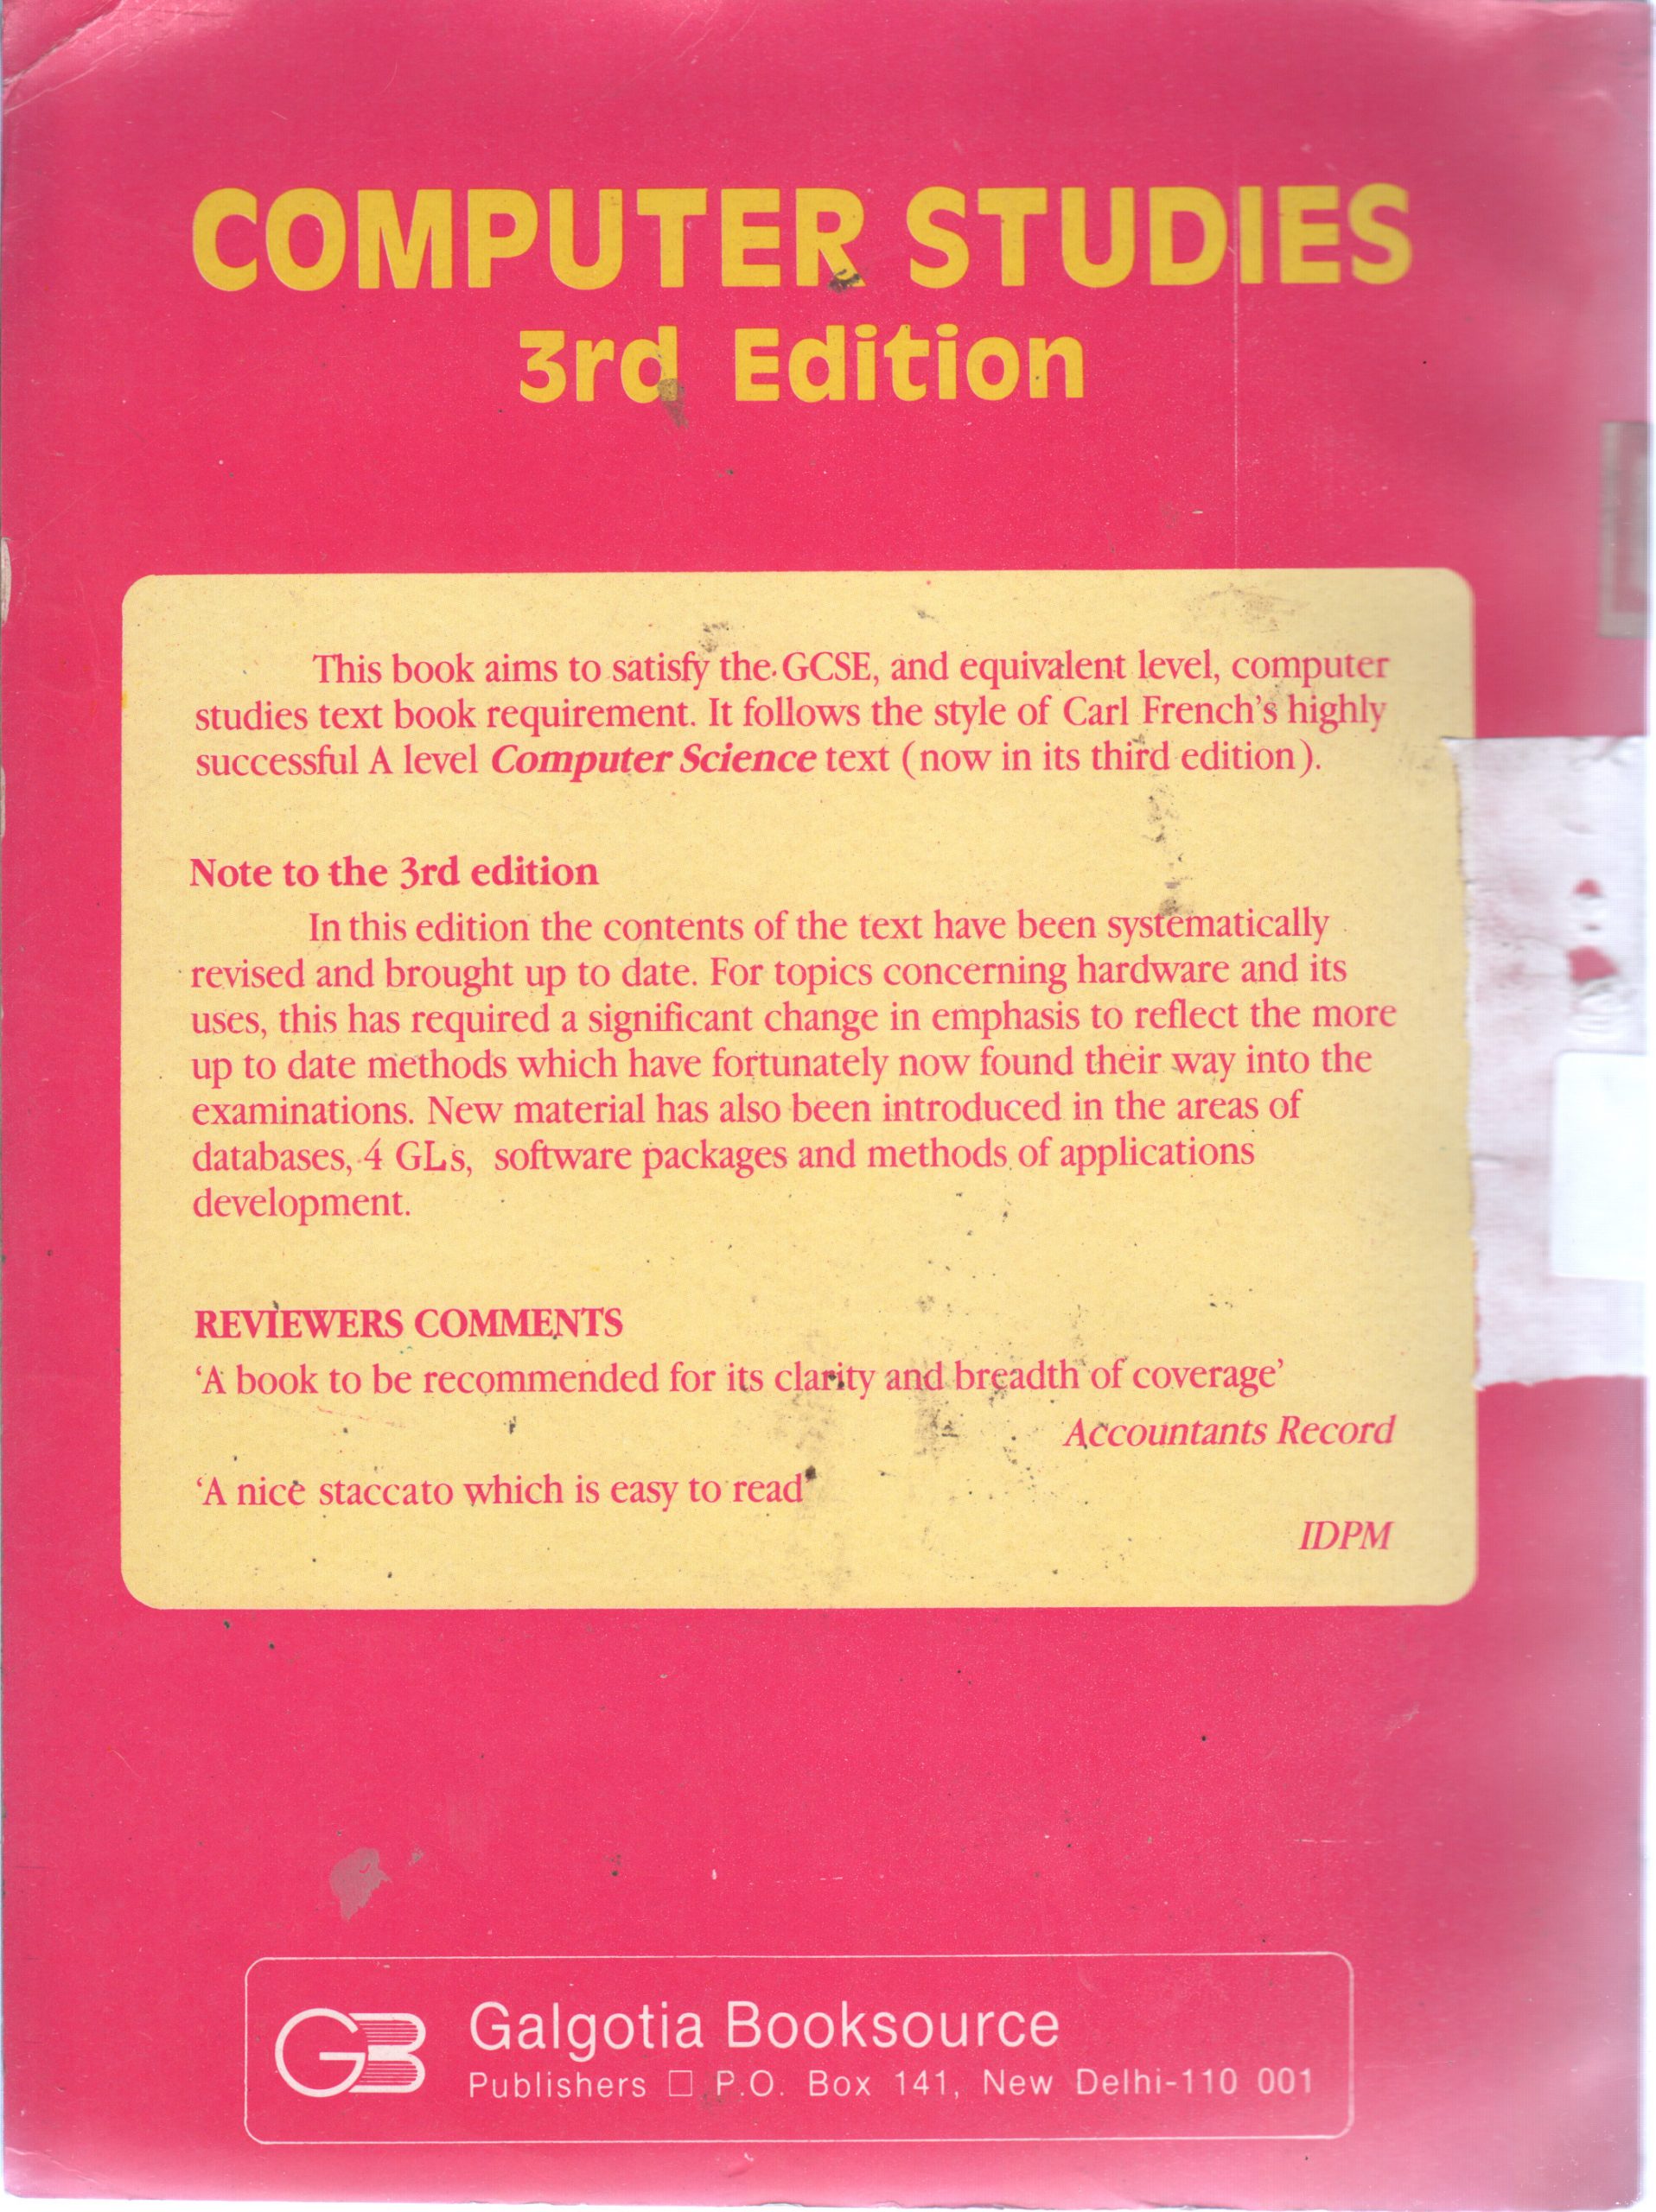 COMPUTER STUDIES
3rd Edition
This book aims to satisfy the GCSE, and equivalent level, computer
studies text book requirement. It follows the style of Carl French's highly
successful A level Computer Science text (now in its third edition).
Note to the 3rd edition
In this edition the contents of the text have been systematically
revised and brought up to date. For topics concerning hardware and its
uses, this has required a significant change in emphasis to reflect the more
up to date methods which have fortunately now found their way into the
examinations. New material has also been introduced in the areas of
databases, 4 GLs, software packages and methods of applications
development.
REVIEWERS COMMENTS
‘A book to be recommended for its clarity and breadth of coverage’
Accountants Record
‘A nice staccato which is easy to read’
IDPM
GB
Galgotia Booksource
Publishers □ P.O. Box 141, New Delhi-110 001